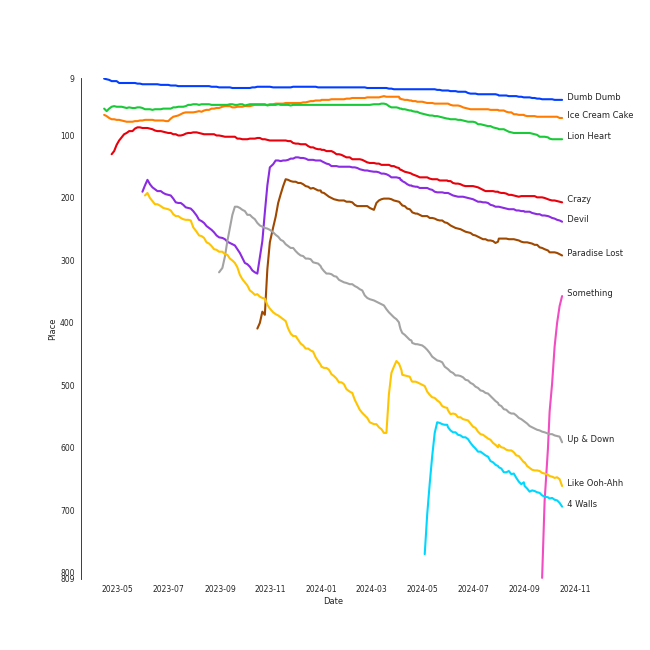 9
100
200
300
400
500
600
700
800
809
Place
2023-05 2023-07 2023-09 2023-11 2024-01 2024-03 2024-05 2024-07 2024-09 2024-11
Date
Dumb Dumb
Ice Cream Cake
Lion Heart
Crazy
Devil
Paradise Lost
Something
Up & Down
Like Ooh-Ahh
4 Walls